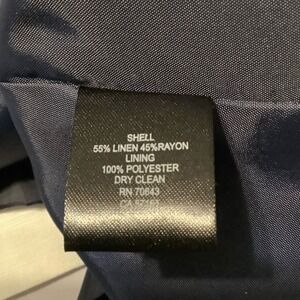 SHELL
55% LINEN 45%RAYON
LINING
100% POLYESTER
DRY CLEAN
RN 70643
CA